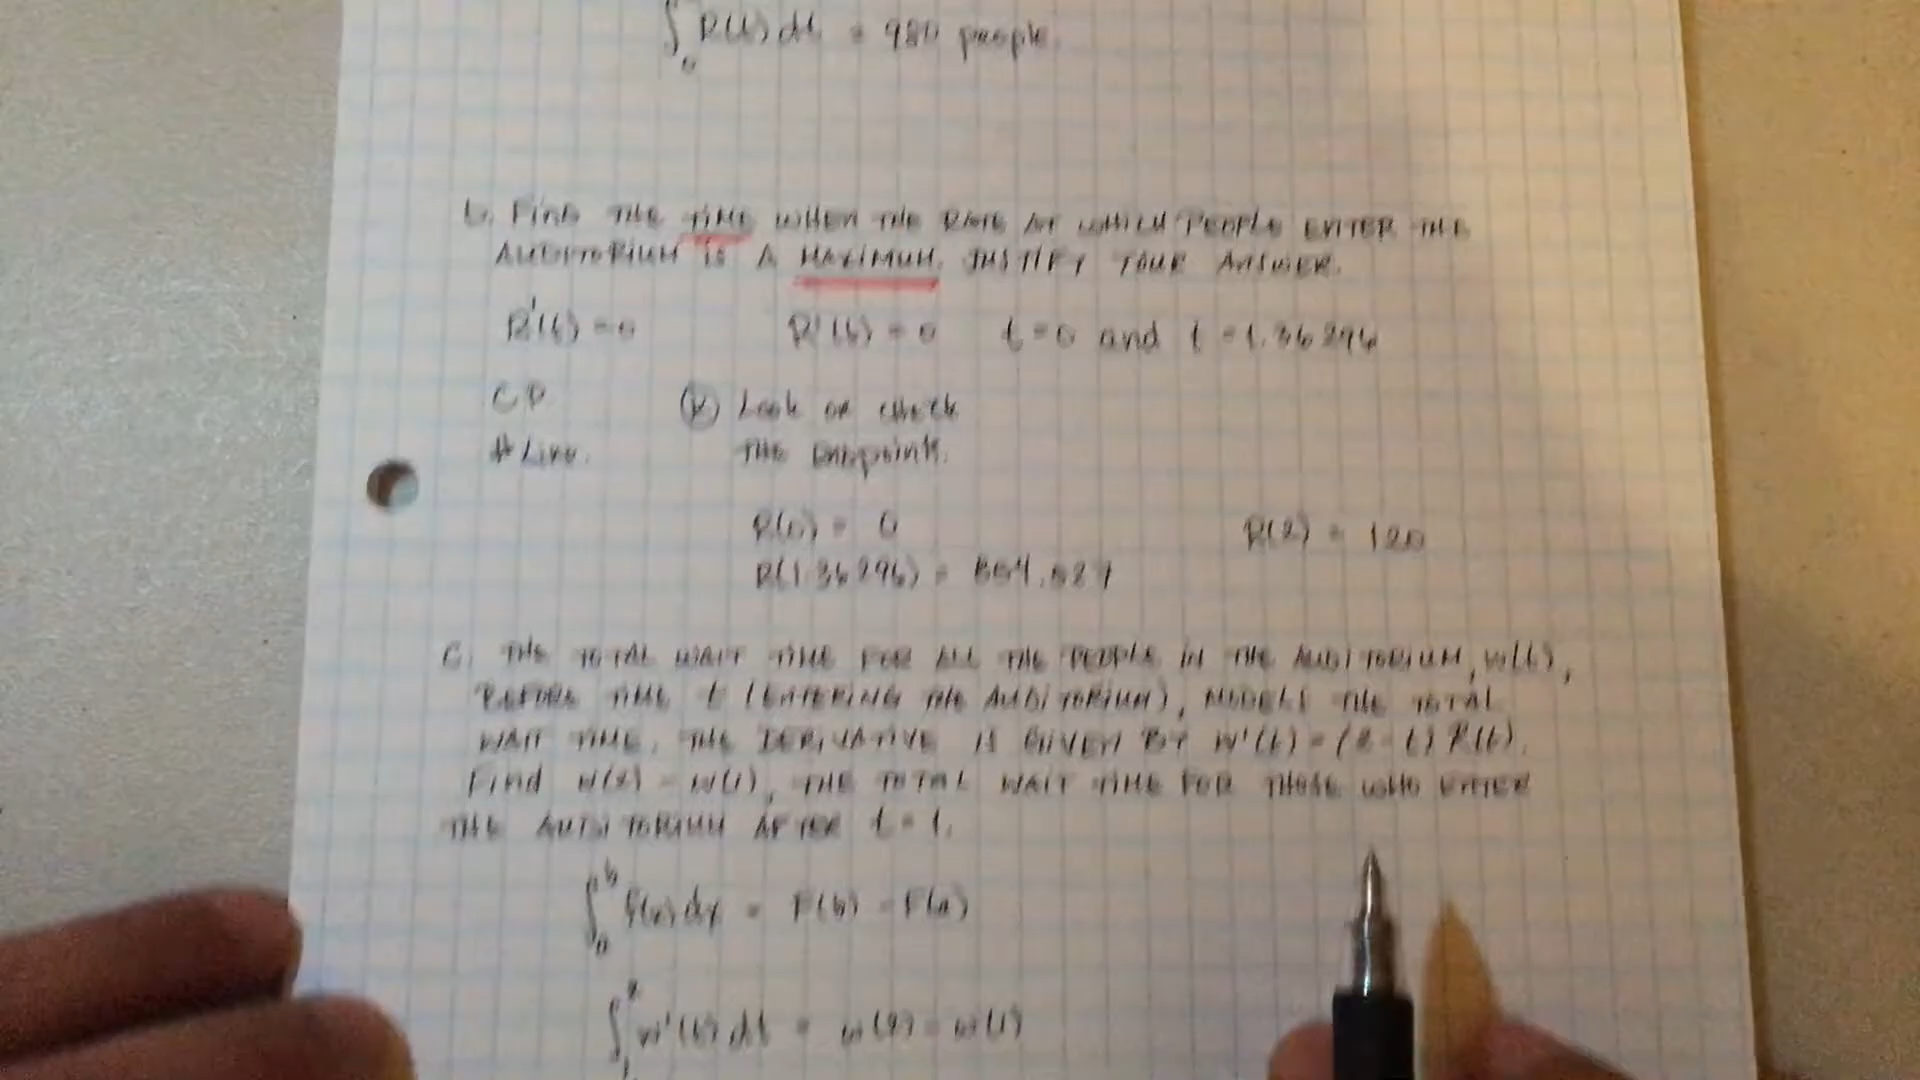 ∫₀ R(t) dt = 980 people.
b. Find THE TIME WHEN THE RATE AT WHICH PEOPLE ENTER THE
AUDITORIUM IS A MAXIMUM. JUSTIFY YOUR ANSWER.
R'(t) = 0 R'(t) = 0 t = 0 and t = 1.36296
CP (*) Look or check
# Line. THE Endpoints.
R(0) = 0 R(2) = 120
R(1.36296) = 854.527
C. THE TOTAL WAIT TIME FOR ALL THE PEOPLE IN THE AUDITORIUM, w(t),
BEFORE TIME t (ENTERING THE AUDITORIUM), MODELS THE TOTAL
WAIT TIME. THE DERIVATIVE IS GIVEN BY W'(t) = (2 - t) R(t).
Find W(2) - W(1), THE TOTAL WAIT TIME FOR THOSE WHO ENTER
THE AUDITORIUM AFTER t = 1.
∫ₐᵇ f(x) dx = F(b) - F(a)
∫₁² w'(t) dt = w(2) - w(1)